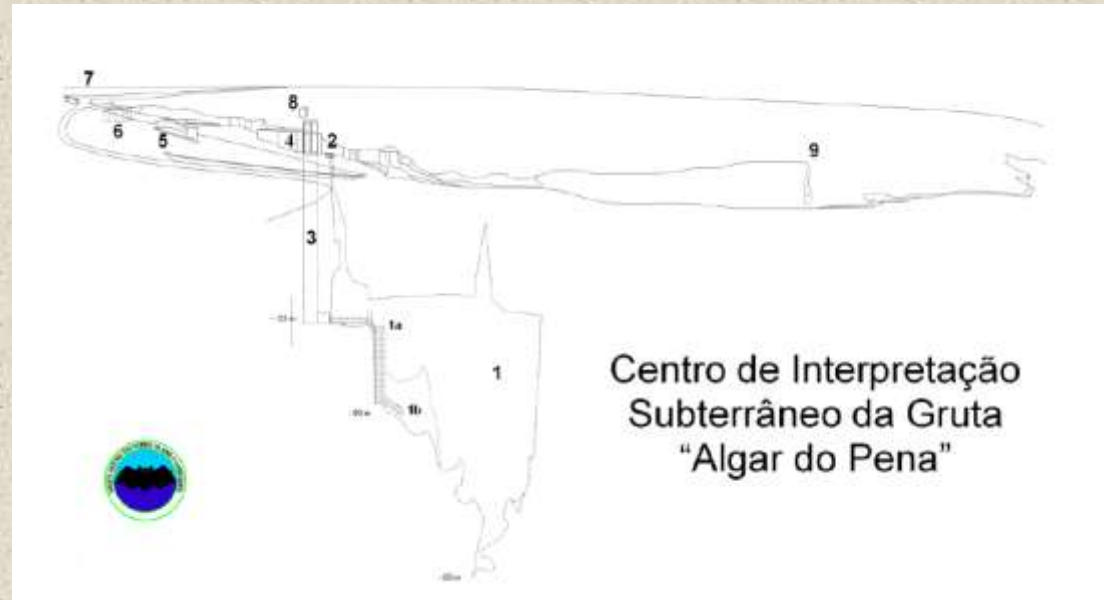 7
8
6
5
4
2
9
3
1a
1
1b
Centro de Interpretação
Subterrâneo da Gruta
“Algar do Pena”